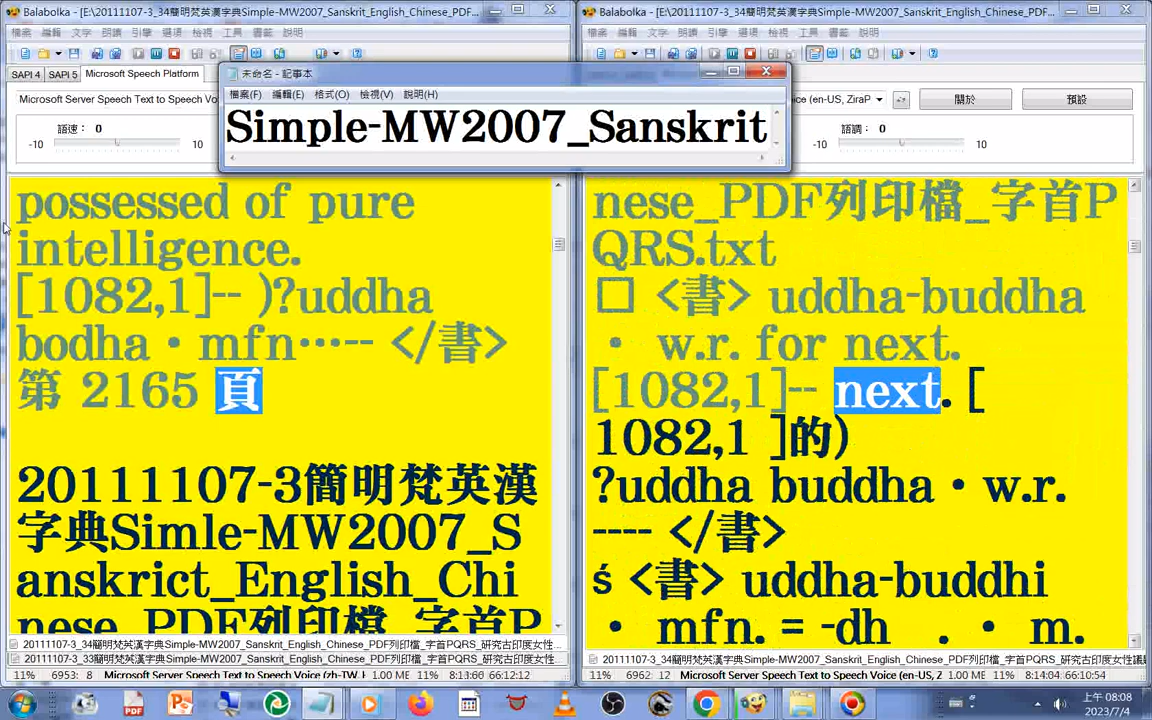 Balabolka - [E:\20111107-3_34簡明梵英漢字典Simple-MW2007_Sanskrit_English_Chinese_PDF...
檔案 編輯 文字 朗讀 引擎 選項 檢視 工具 書籤 說明
SAPI 4 SAPI 5 Microsoft Speech Platform
Microsoft Server Speech Text to Speech Vo
語速： 0
-10 10
未命名 - 記事本
檔案(F) 編輯(E) 格式(O) 檢視(V) 說明(H)
Simple-MW2007_Sanskrit
possessed of pure
intelligence.
[1082,1]-- )?uddha
bodha • mfn…-- </書>
第 2165 頁
20111107-3簡明梵英漢
字典Simle-MW2007_S
anskrict_English_Chi
nese_PDF列印檔_字首P
20111107-3_34簡明梵英漢字典Simple-MW2007_Sanskrit_English_Chinese_PDF列印檔_字首PQRS_研究古印度女性...
20111107-3_33簡明梵英漢字典Simple-MW2007_Sanskrit_English_Chinese_PDF列印檔_字首PQRS_研究古印度女性...
11% 6953: 8 Microsoft Server Speech Text to Speech Voice (zh-TW, 1.00 MB 11% 8:13:66 66:12:12
Balabolka - [E:\20111107-3_34簡明梵英漢字典Simple-MW2007_Sanskrit_English_Chinese_PDF...
檔案 編輯 文字 朗讀 引擎 選項 檢視 工具 書籤 說明
ice (en-US, ZiraP 關於 預設
語調： 0
-10 10
nese_PDF列印檔_字首P
QRS.txt
□ <書> uddha-buddha
• w.r. for next.
[1082,1]-- next. [
1082,1 ]的)
?uddha buddha • w.r.
---- </書>
ś <書> uddha-buddhi
• mfn. = -dh . • m.
20111107-3_34簡明梵英漢字典Simple-MW2007_Sanskrit_English_Chinese_PDF列印檔_字首PQRS_研究古印度女性議
11% 6962: 12 Microsoft Server Speech Text to Speech Voice (en-US, Z 1.00 MB 11% 8:14:04 66:10:54
上午 08:08
2023/7/4